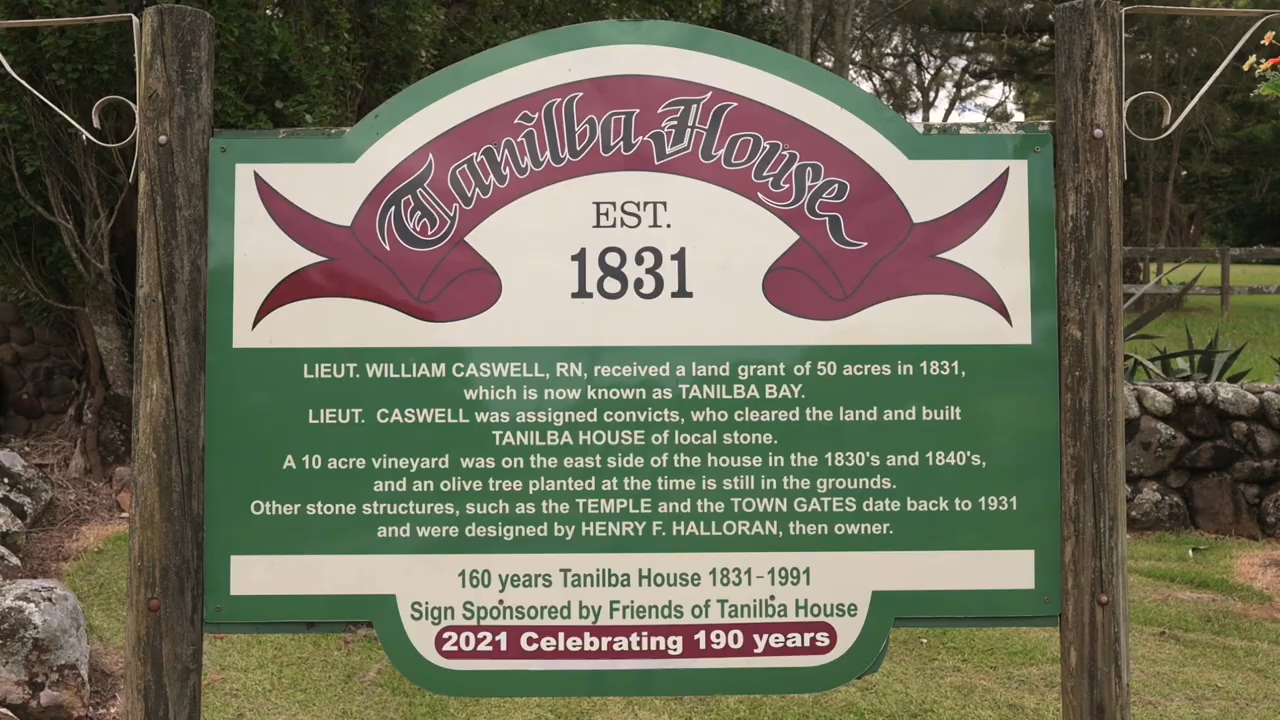 Tanilba House
EST.
1831
LIEUT. WILLIAM CASWELL, RN, received a land grant of 50 acres in 1831,
which is now known as TANILBA BAY.
LIEUT. CASWELL was assigned convicts, who cleared the land and built
TANILBA HOUSE of local stone.
A 10 acre vineyard was on the east side of the house in the 1830's and 1840's,
and an olive tree planted at the time is still in the grounds.
Other stone structures, such as the TEMPLE and the TOWN GATES date back to 1931
and were designed by HENRY F. HALLORAN, then owner.
160 years Tanilba House 1831-1991
Sign Sponsored by Friends of Tanilba House
2021 Celebrating 190 years